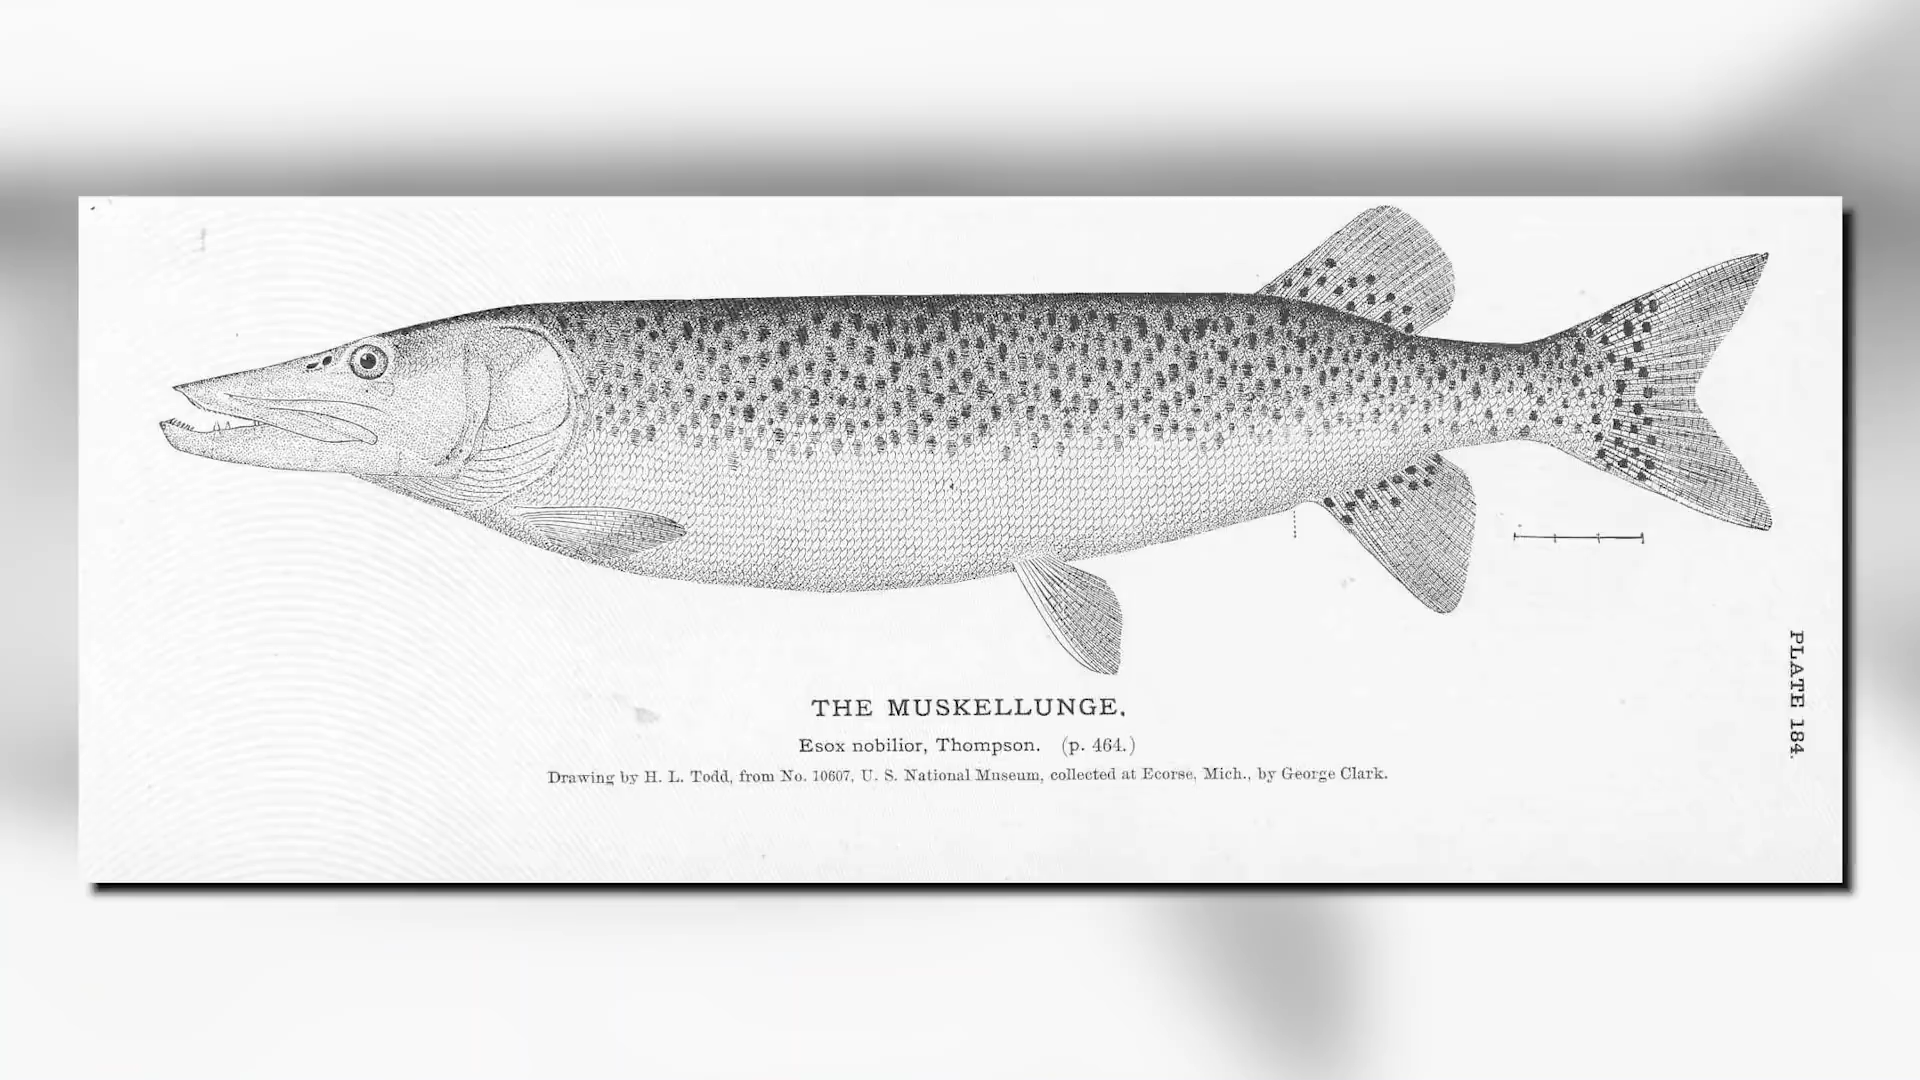 THE MUSKELLUNGE.
Esox nobilior, Thompson. (p. 464.)
Drawing by H. L. Todd, from No. 10607, U. S. National Museum, collected at Ecorse, Mich., by George Clark.
PLATE 184.